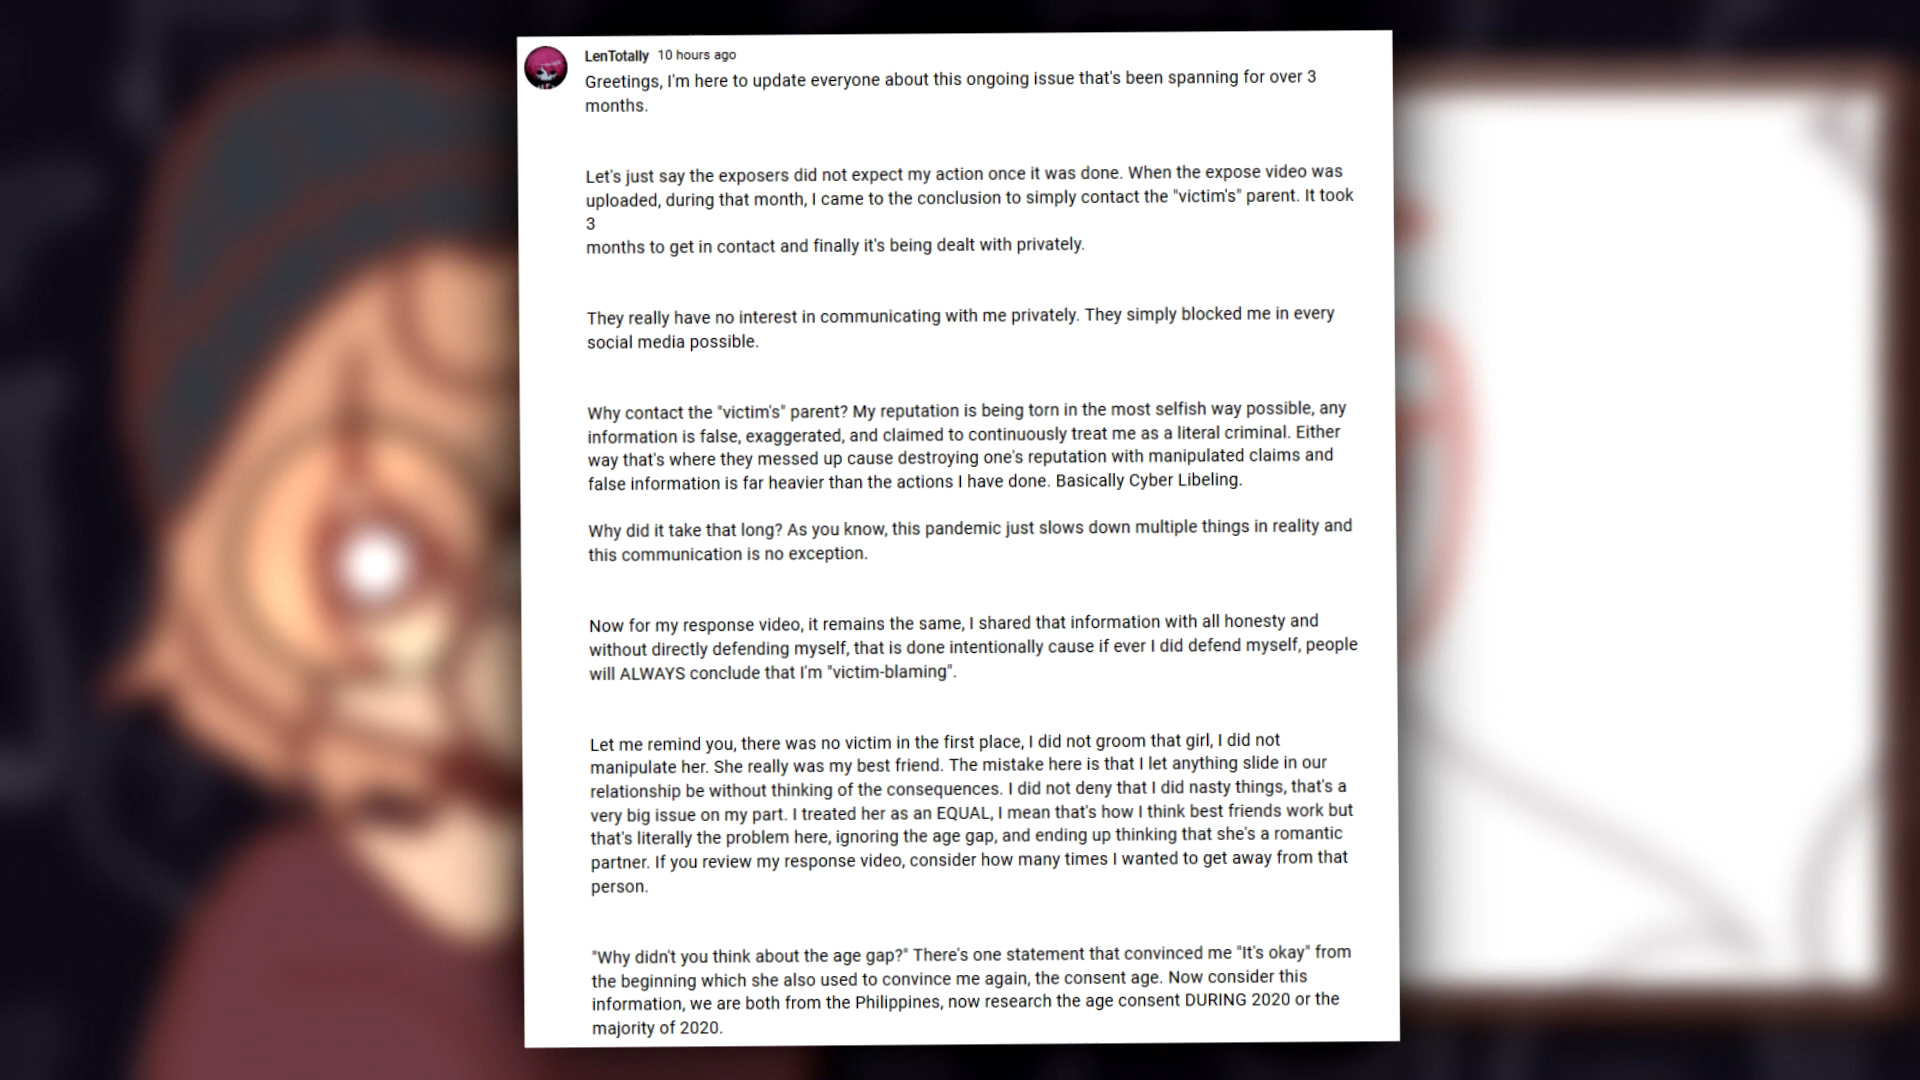 LenTotally 10 hours ago
Greetings, I'm here to update everyone about this ongoing issue that's been spanning for over 3
months.
Let's just say the exposers did not expect my action once it was done. When the expose video was
uploaded, during that month, I came to the conclusion to simply contact the "victim's" parent. It took
3
months to get in contact and finally it's being dealt with privately.
They really have no interest in communicating with me privately. They simply blocked me in every
social media possible.
Why contact the "victim's" parent? My reputation is being torn in the most selfish way possible, any
information is false, exaggerated, and claimed to continuously treat me as a literal criminal. Either
way that's where they messed up cause destroying one's reputation with manipulated claims and
false information is far heavier than the actions I have done. Basically Cyber Libeling.
Why did it take that long? As you know, this pandemic just slows down multiple things in reality and
this communication is no exception.
Now for my response video, it remains the same, I shared that information with all honesty and
without directly defending myself, that is done intentionally cause if ever I did defend myself, people
will ALWAYS conclude that I'm "victim-blaming".
Let me remind you, there was no victim in the first place, I did not groom that girl, I did not
manipulate her. She really was my best friend. The mistake here is that I let anything slide in our
relationship be without thinking of the consequences. I did not deny that I did nasty things, that's a
very big issue on my part. I treated her as an EQUAL, I mean that's how I think best friends work but
that's literally the problem here, ignoring the age gap, and ending up thinking that she's a romantic
partner. If you review my response video, consider how many times I wanted to get away from that
person.
"Why didn't you think about the age gap?" There's one statement that convinced me "It's okay" from
the beginning which she also used to convince me again, the consent age. Now consider this
information, we are both from the Philippines, now research the age consent DURING 2020 or the
majority of 2020.